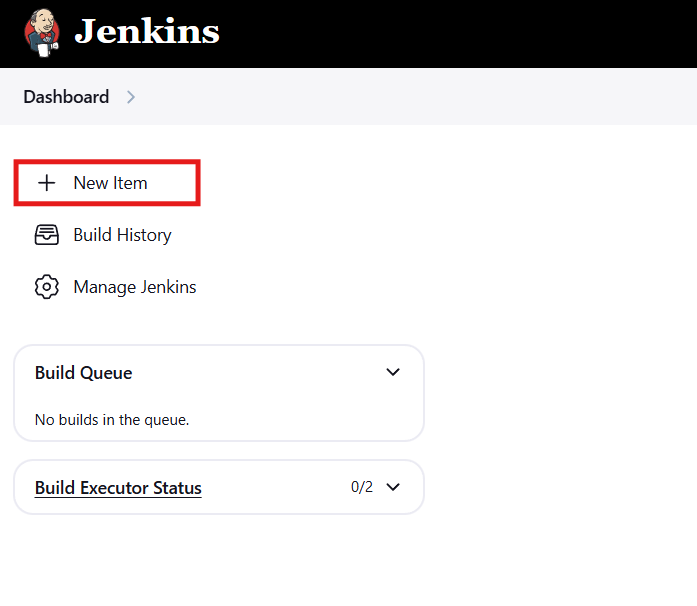 Jenkins
Dashboard
New Item
Build History
Manage Jenkins
Build Queue
No builds in the queue.
Build Executor Status 0/2